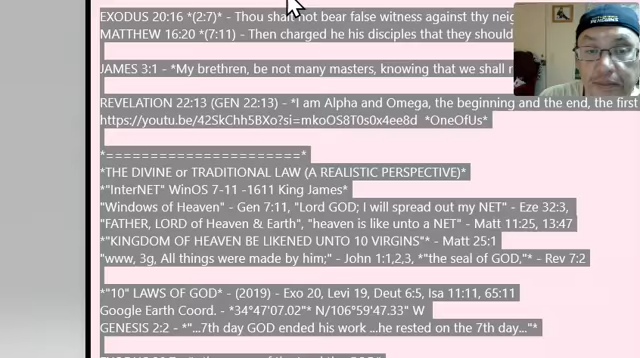 EXODUS 20:16 *(2:7)* - Thou shalt not bear false witness against thy
MATTHEW 16:20 *(7:11) - Then charged he his disciples that they should
JAMES 3:1 - *My brethren, be not many masters, knowing that we shall
REVELATION 22:13 (GEN 22:13) - *I am Alpha and Omega, the beginning and the end, the first
https://youtu.be/42SkChh5BXo?si=mkoOS8T0s0x4ee8d *OneOfUs*
*======================*
*THE DIVINE or TRADITIONAL LAW (A REALISTIC PERSPECTIVE)*
*"InterNET" WinOS 7-11 -1611 King James*
"Windows of Heaven" - Gen 7:11, "Lord GOD; I will spread out my NET" - Eze 32:3,
"FATHER, LORD of Heaven & Earth", "heaven is like unto a NET" - Matt 11:25, 13:47
*"KINGDOM OF HEAVEN BE LIKENED UNTO 10 VIRGINS"* - Matt 25:1
"www, 3g, All things were made by him;" - John 1:1,2,3, *"the seal of GOD,"* - Rev 7:2
*"10" LAWS OF GOD* - (2019) - Exo 20, Levi 19, Deut 6:5, Isa 11:11, 65:11
Google Earth Coord. - *34°47'07.02"* N/106°59'47.33" W
GENESIS 2:2 - *"...7th day GOD ended his work ...he rested on the 7th day..."*